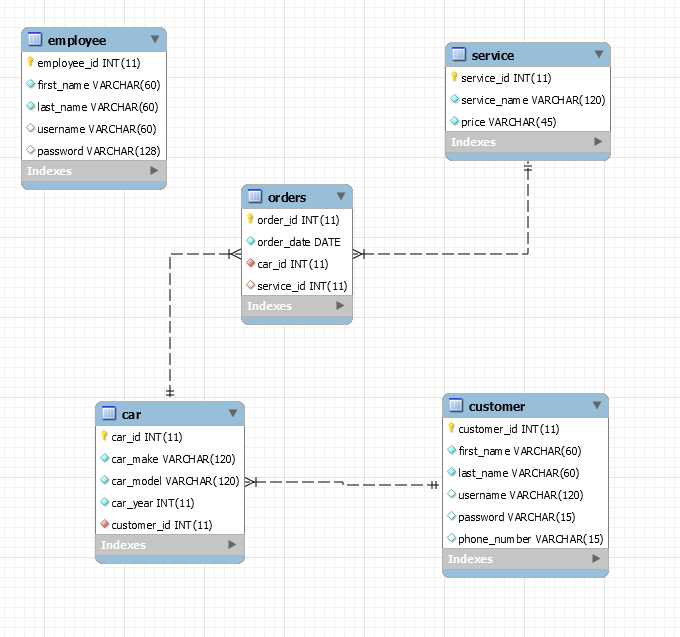 employee
employee_id INT(11)
first_name VARCHAR(60)
last_name VARCHAR(60)
username VARCHAR(60)
password VARCHAR(128)
Indexes
service
service_id INT(11)
service_name VARCHAR(120)
price VARCHAR(45)
Indexes
orders
order_id INT(11)
order_date DATE
car_id INT(11)
service_id INT(11)
Indexes
car
car_id INT(11)
car_make VARCHAR(120)
car_model VARCHAR(120)
car_year INT(11)
customer_id INT(11)
Indexes
customer
customer_id INT(11)
first_name VARCHAR(60)
last_name VARCHAR(60)
username VARCHAR(120)
password VARCHAR(15)
phone_number VARCHAR(15)
Indexes